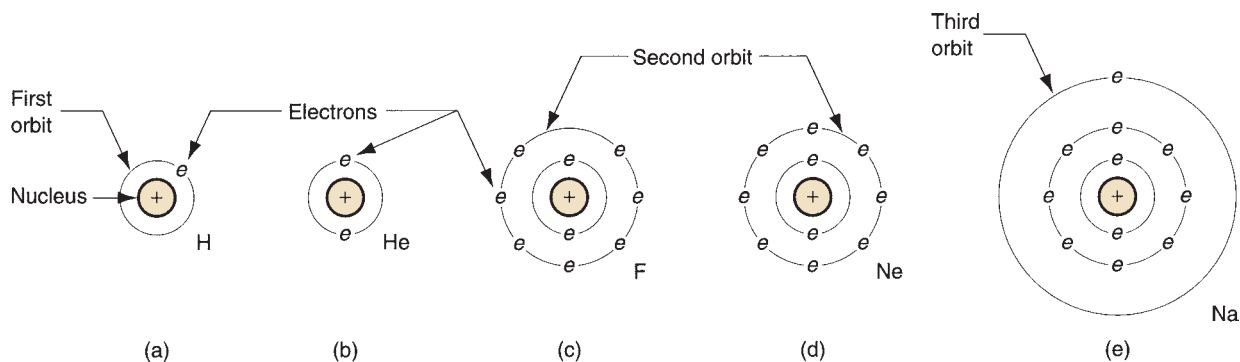 Third
orbit
Second orbit
First
orbit
Electrons
Nucleus
e
+
H
(a)
e
+
e
He
(b)
e e
e
e + e
e
e e
e
F
(c)
e
e e
e
e + e
e
e e
e
Ne
(d)
e
e
e e
e
e + e
e
e e
e
Na
(e)